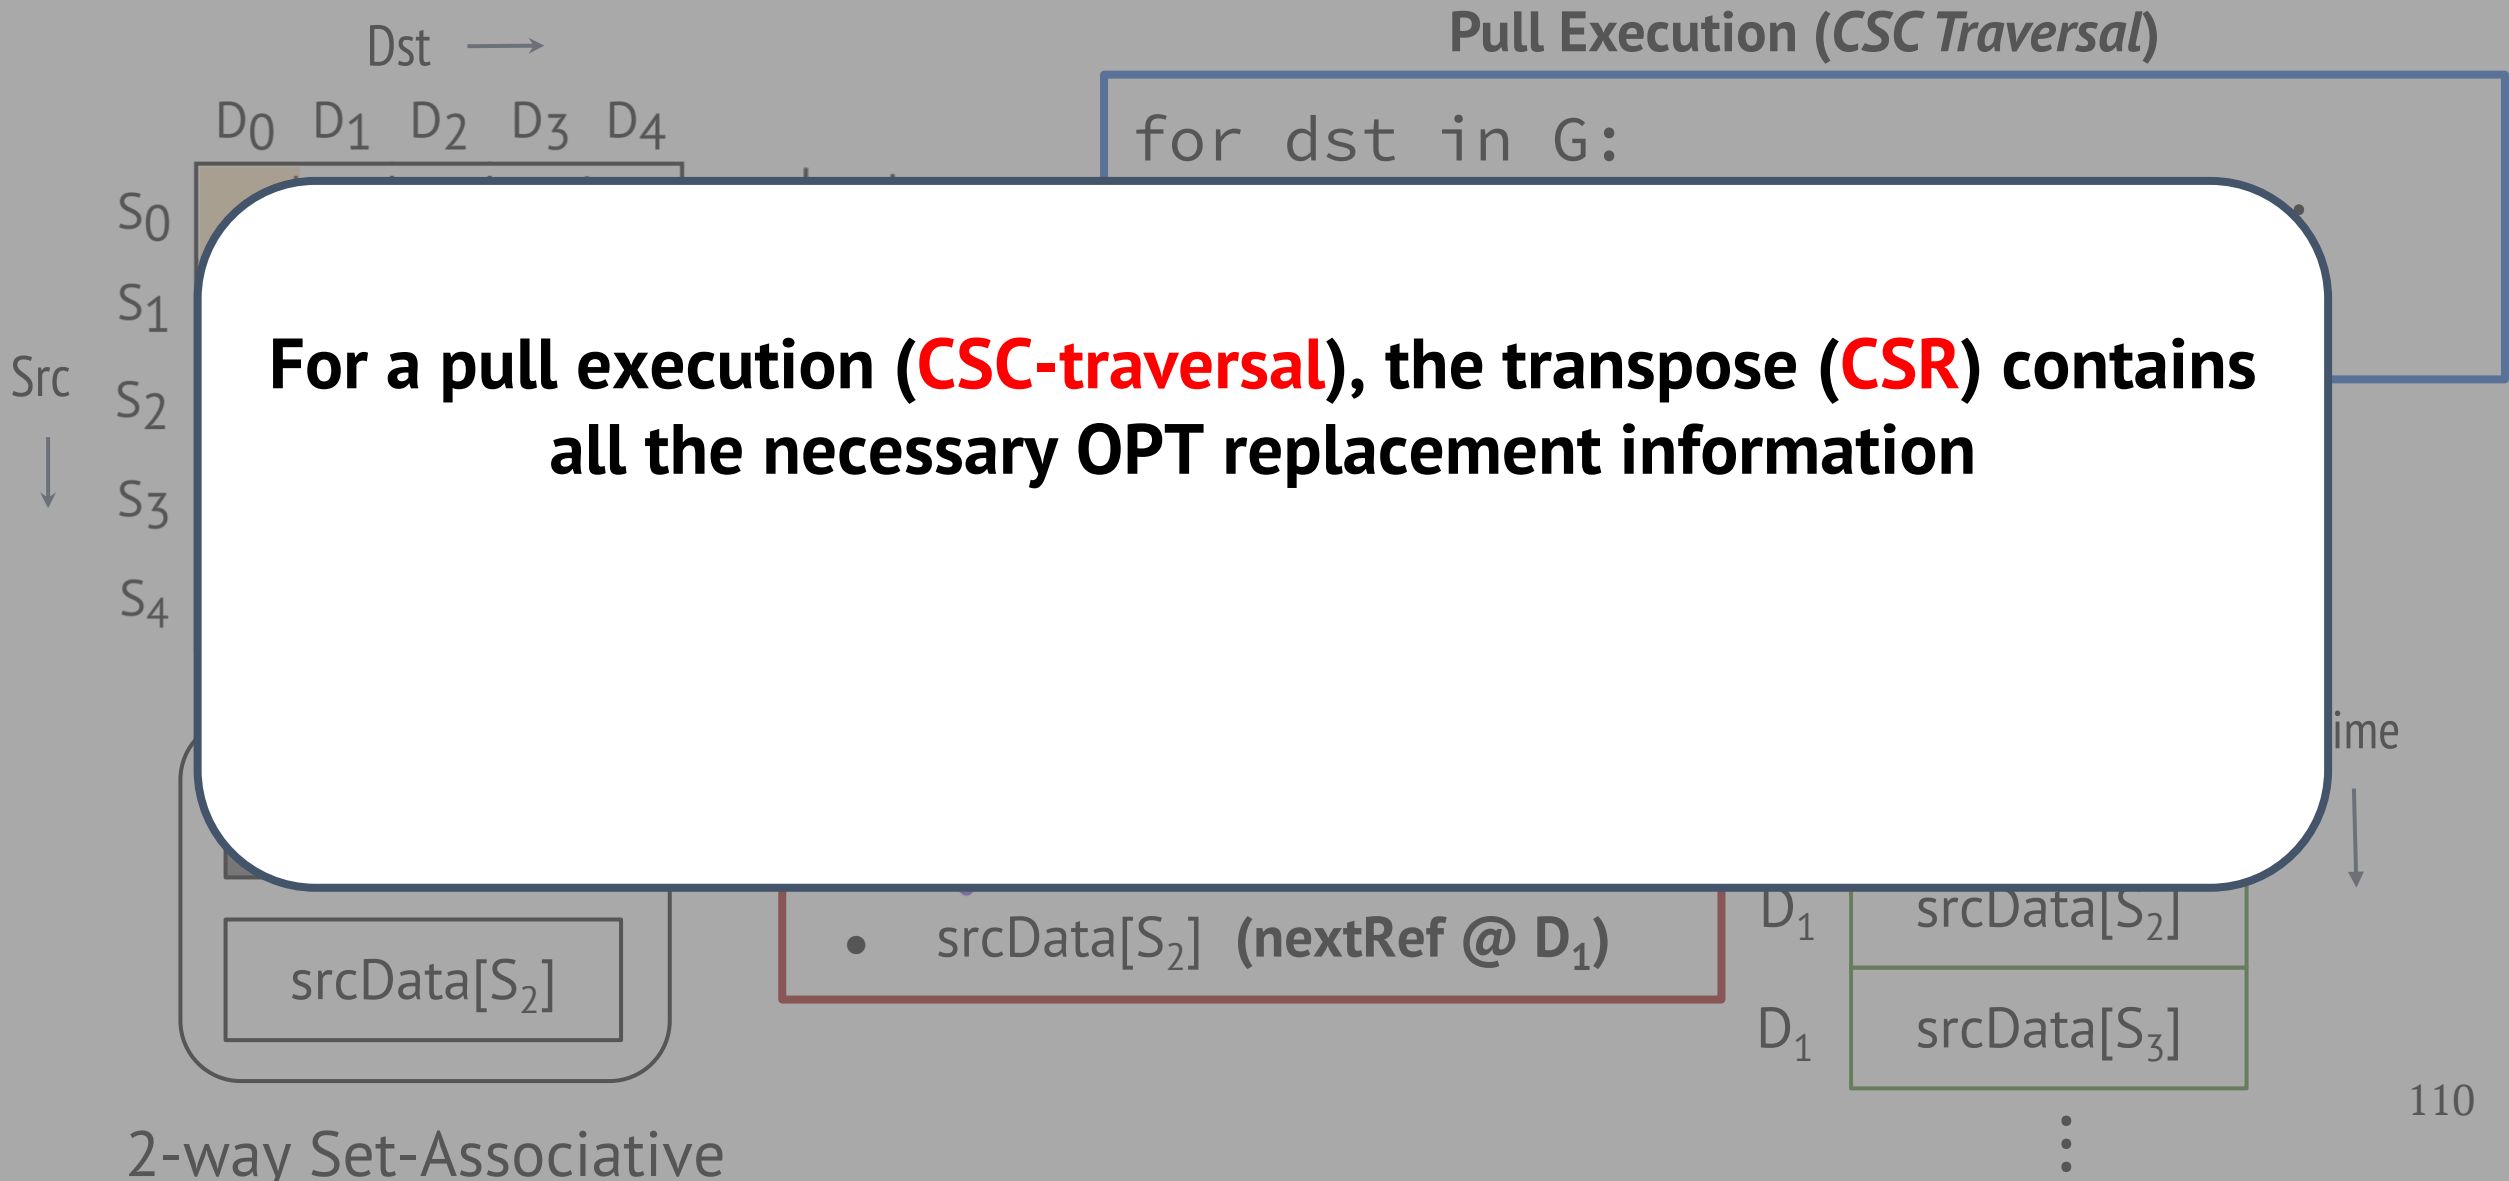 Dst
Pull Execution (CSC Traversal)
D0 D1 D2 D3 D4
for dst in G:
S0
S1
Src
S2
S3
S4
For a pull execution (CSC-traversal), the transpose (CSR) contains
all the necessary OPT replacement information
ime
D1 srcData[S2]
srcData[S2] (nextRef @ D1)
srcData[S2]
D1 srcData[S3]
110
2-way Set-Associative